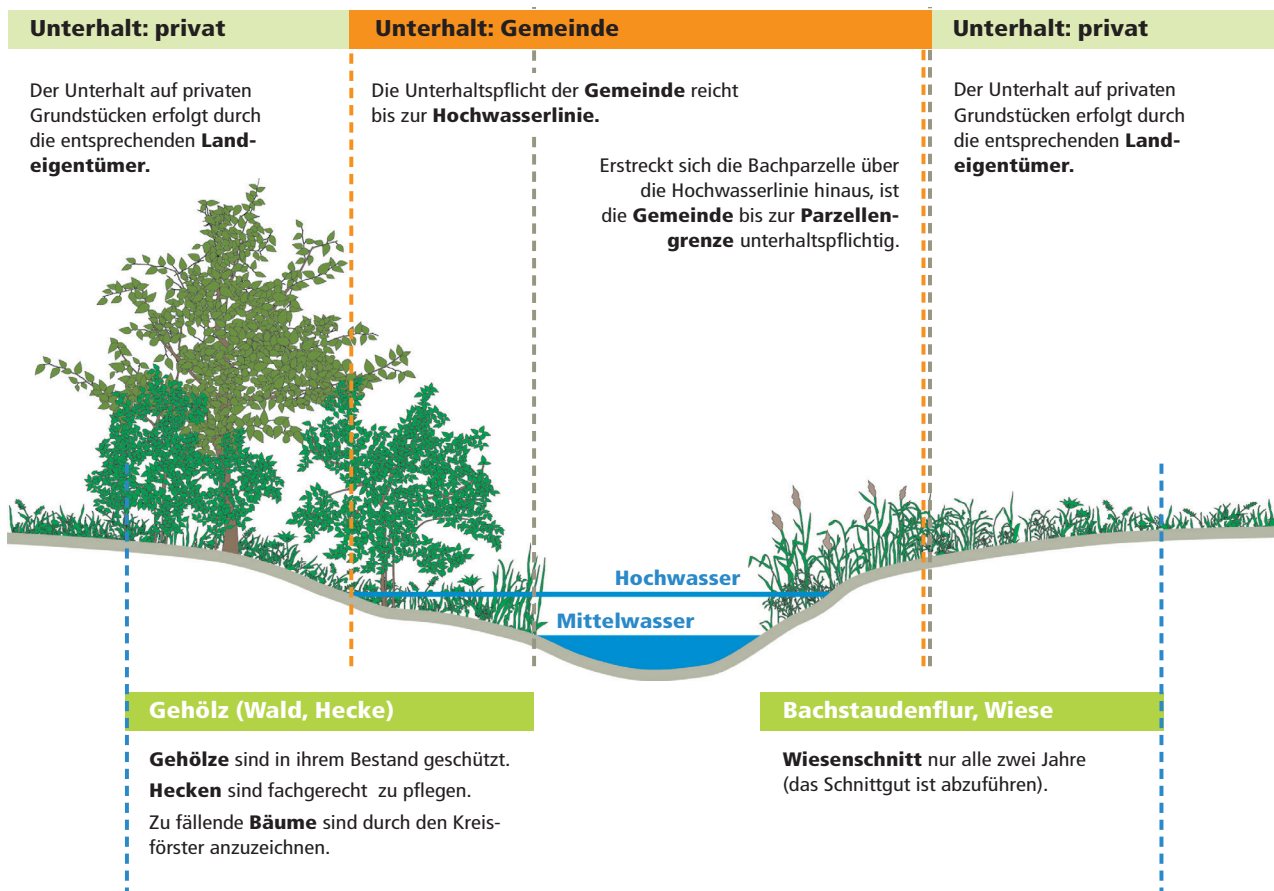 Unterhalt: privat
Unterhalt: Gemeinde
Unterhalt: privat
Der Unterhalt auf privaten
Grundstücken erfolgt durch
die entsprechenden Land-
eigentümer.
Die Unterhaltspflicht der Gemeinde reicht
bis zur Hochwasserlinie.
Erstreckt sich die Bachparzelle über
die Hochwasserlinie hinaus, ist
die Gemeinde bis zur Parzellen-
grenze unterhaltspflichtig.
Der Unterhalt auf privaten
Grundstücken erfolgt durch
die entsprechenden Land-
eigentümer.
Hochwasser
Mittelwasser
Gehölz (Wald, Hecke)
Gehölze sind in ihrem Bestand geschützt.
Hecken sind fachgerecht zu pflegen.
Zu fällende Bäume sind durch den Kreis-
förster anzuzeichnen.
Bachstaudenflur, Wiese
Wiesenschnitt nur alle zwei Jahre
(das Schnittgut ist abzuführen).